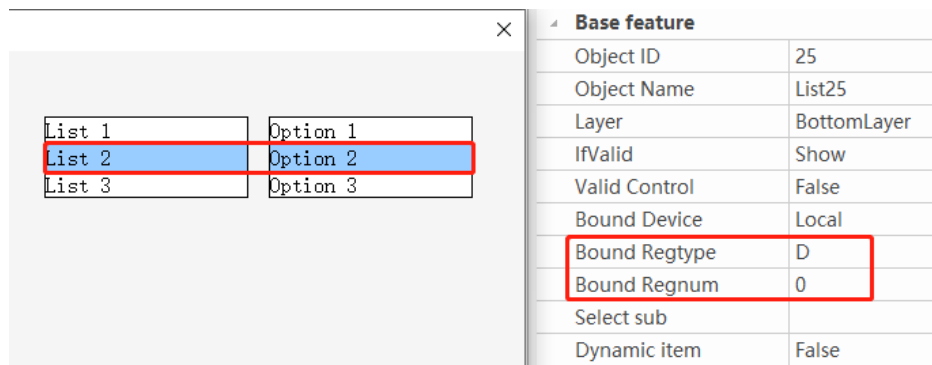 List 1 Option 1
List 2 Option 2
List 3 Option 3
Base feature
Object ID 25
Object Name List25
Layer BottomLayer
IfValid Show
Valid Control False
Bound Device Local
Bound Regtype D
Bound Regnum 0
Select sub
Dynamic item False